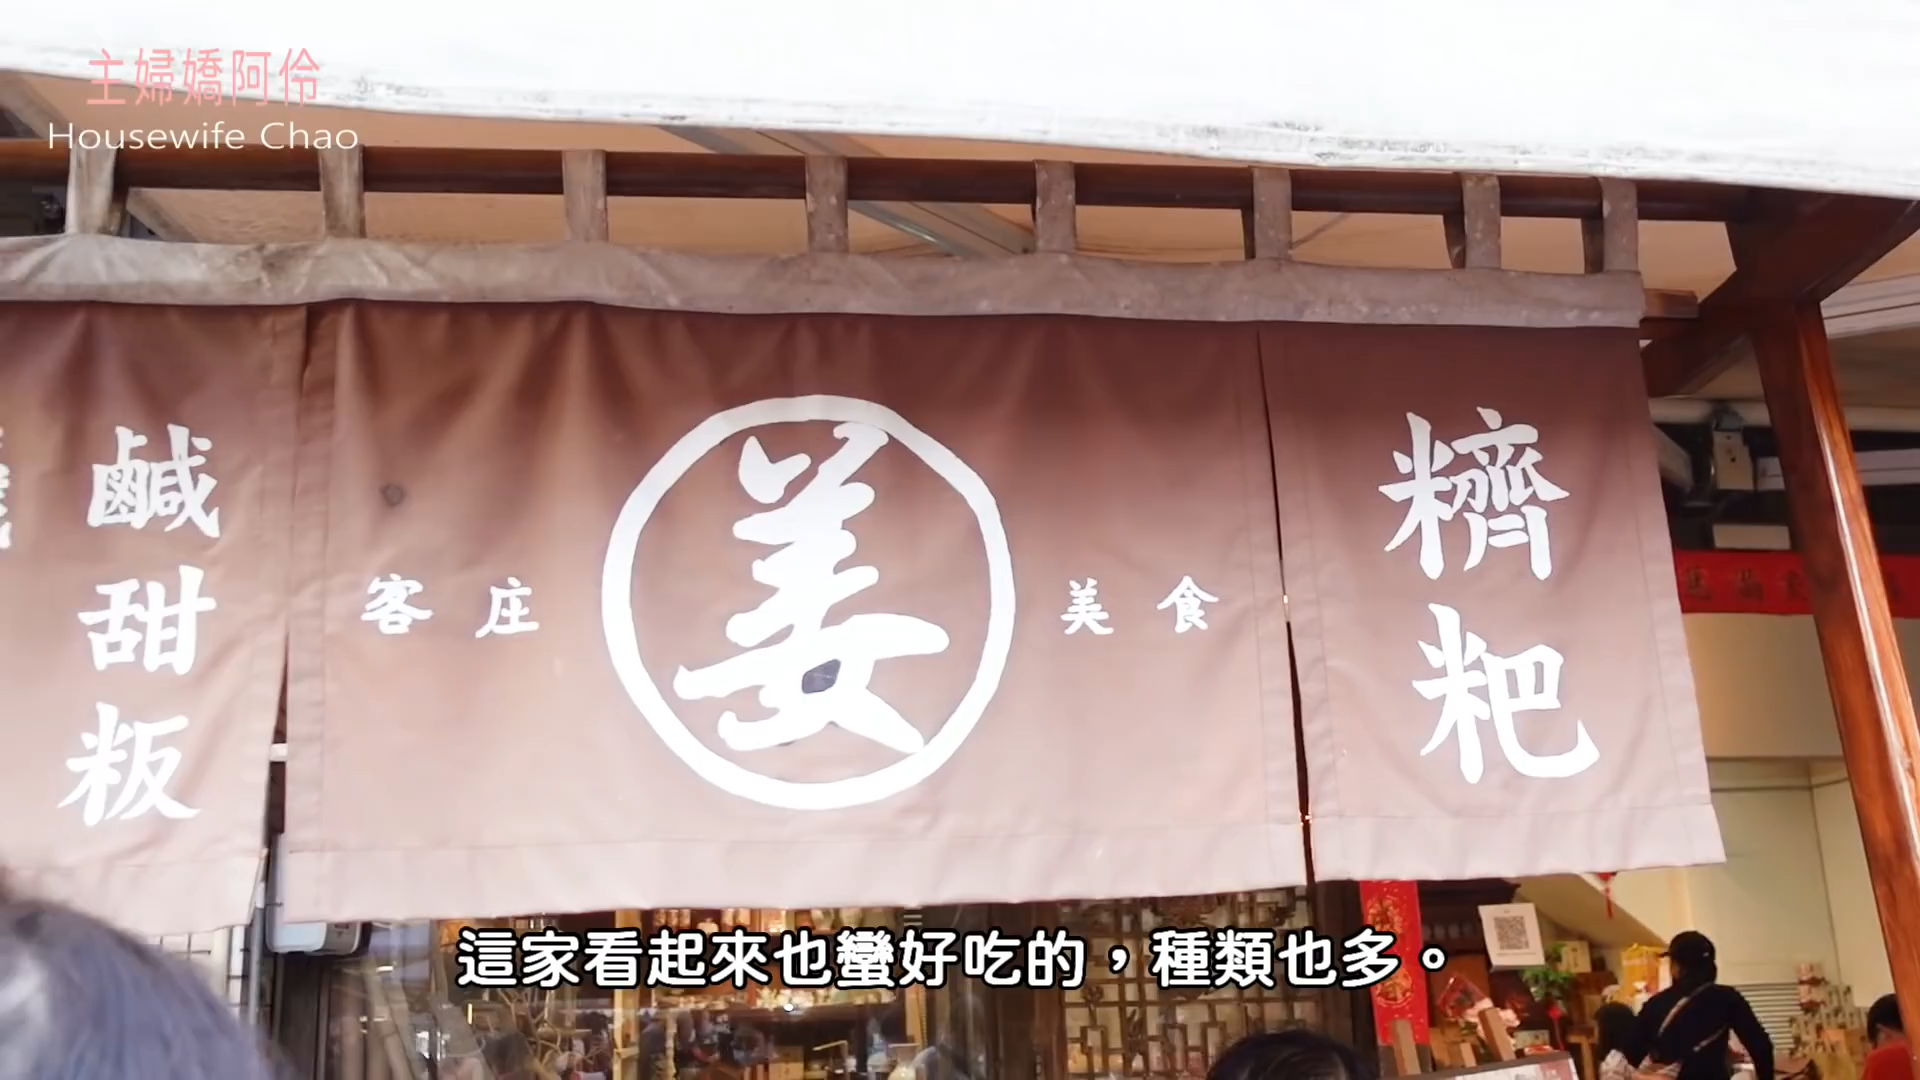 主婦嬌阿伶
Housewife Chao
鹹甜粄
客庄
姜
美食
糍粑
這家看起來也蠻好吃的，種類也多。